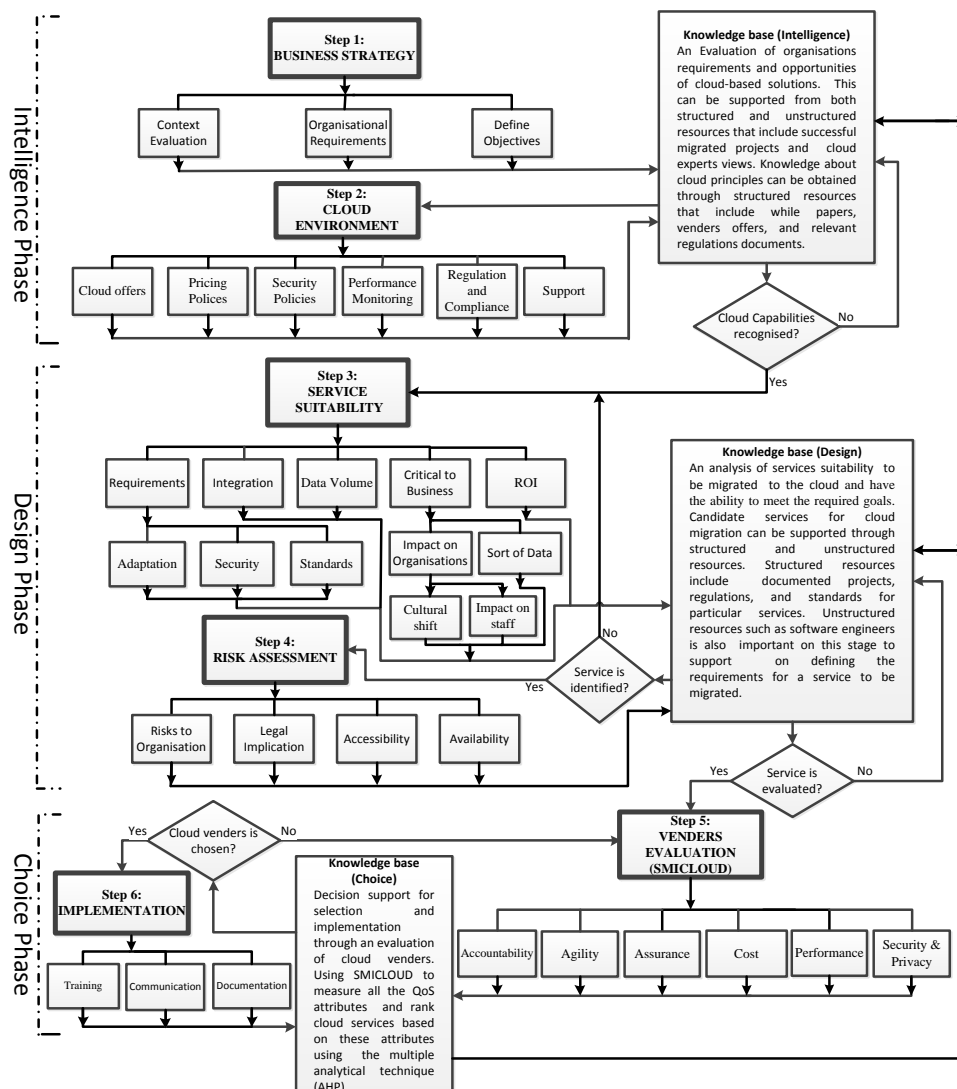 Intelligence Phase
Step 1:
BUSINESS STRATEGY
Context
Evaluation
Organisational
Requirements
Define
Objectives
Step 2:
CLOUD
ENVIRONMENT
Cloud offers
Pricing
Polices
Security
Policies
Performance
Monitoring
Regulation
and
Compliance
Support
Knowledge base (Intelligence)
An Evaluation of organisations
requirements and opportunities
of cloud-based solutions. This
can be supported from both
structured and unstructured
resources that include successful
migrated projects and cloud
experts views. Knowledge about
cloud principles can be obtained
through structured resources
that include while papers,
venders offers, and relevant
regulations documents.
Cloud Capabilities
recognised?
No
Yes
Design Phase
Step 3:
SERVICE
SUITABILITY
Requirements
Integration
Data Volume
Critical to
Business
ROI
Adaptation
Security
Standards
Impact on
Organisations
Sort of Data
Cultural
shift
Impact on
staff
Step 4:
RISK ASSESSMENT
Risks to
Organisation
Legal
Implication
Accessibility
Availability
No
Yes
Service is
identified?
Knowledge base (Design)
An analysis of services suitability to
be migrated to the cloud and have
the ability to meet the required goals.
Candidate services for cloud
migration can be supported through
structured and unstructured
resources. Structured resources
include documented projects,
regulations, and standards for
particular services. Unstructured
resources such as software engineers
is also important on this stage to
support on defining the
requirements for a service to be
migrated.
Yes
Service is
evaluated?
No
Choice Phase
Yes
Cloud venders is
chosen?
No
Step 5:
VENDERS
EVALUATION
(SMICLOUD)
Step 6:
IMPLEMENTATION
Training
Communication
Documentation
Knowledge base
(Choice)
Decision support for
selection and
implementation
through an evaluation
of cloud venders.
Using SMICLOUD to
measure all the QoS
attributes and rank
cloud services based
on these attributes
using the multiple
analytical technique
(AHP)
Accountability
Agility
Assurance
Cost
Performance
Security &
Privacy